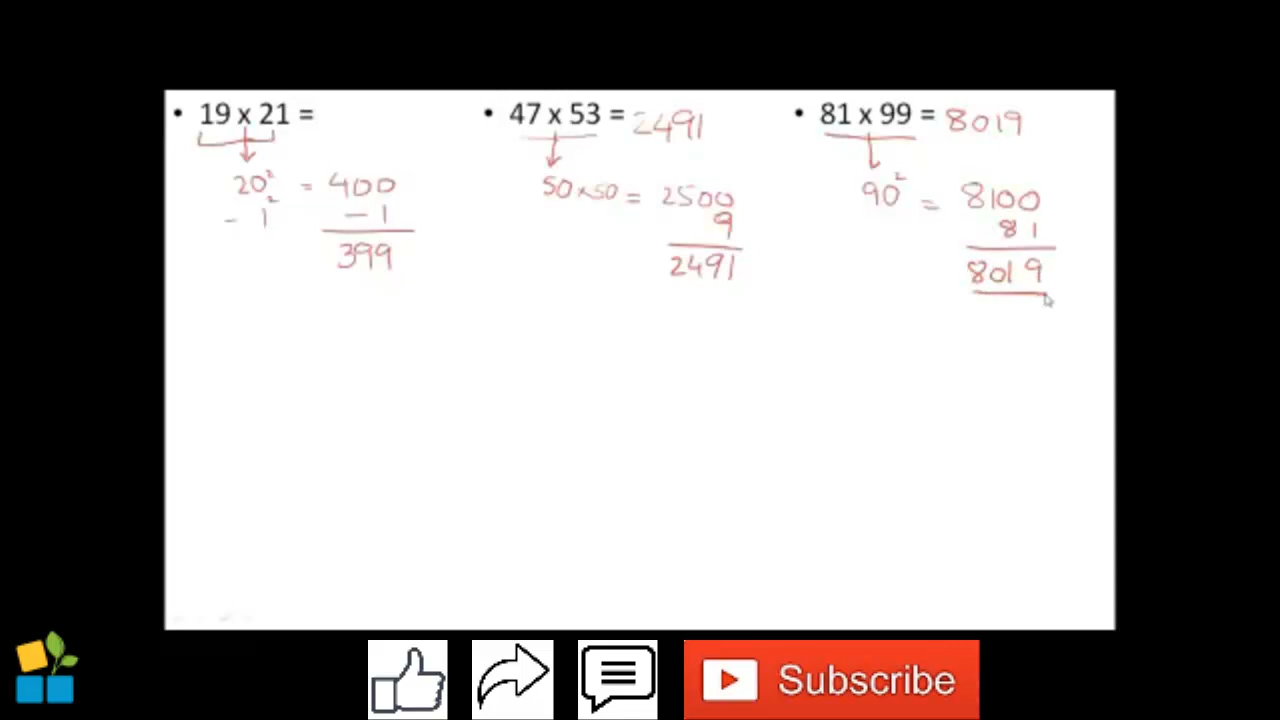 • 19 x 21 =
20² = 400
- 1² - 1
399
• 47 x 53 = 2491
50 x 50 = 2500
9
2491
• 81 x 99 = 8019
90² = 8100
81
8019
Subscribe